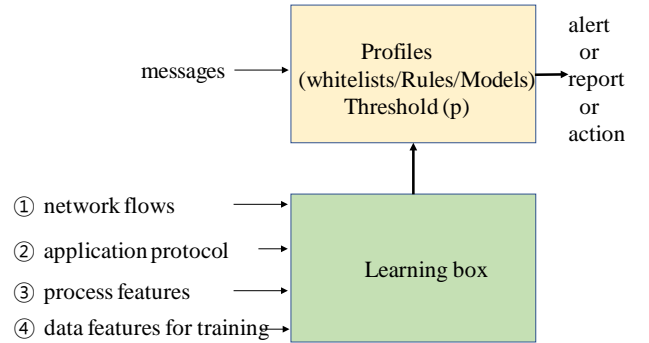 messages
Profiles
(whitelists/Rules/Models)
Threshold (p)
alert
or
report
or
action
① network flows
② application protocol
③ process features
④ data features for training
Learning box